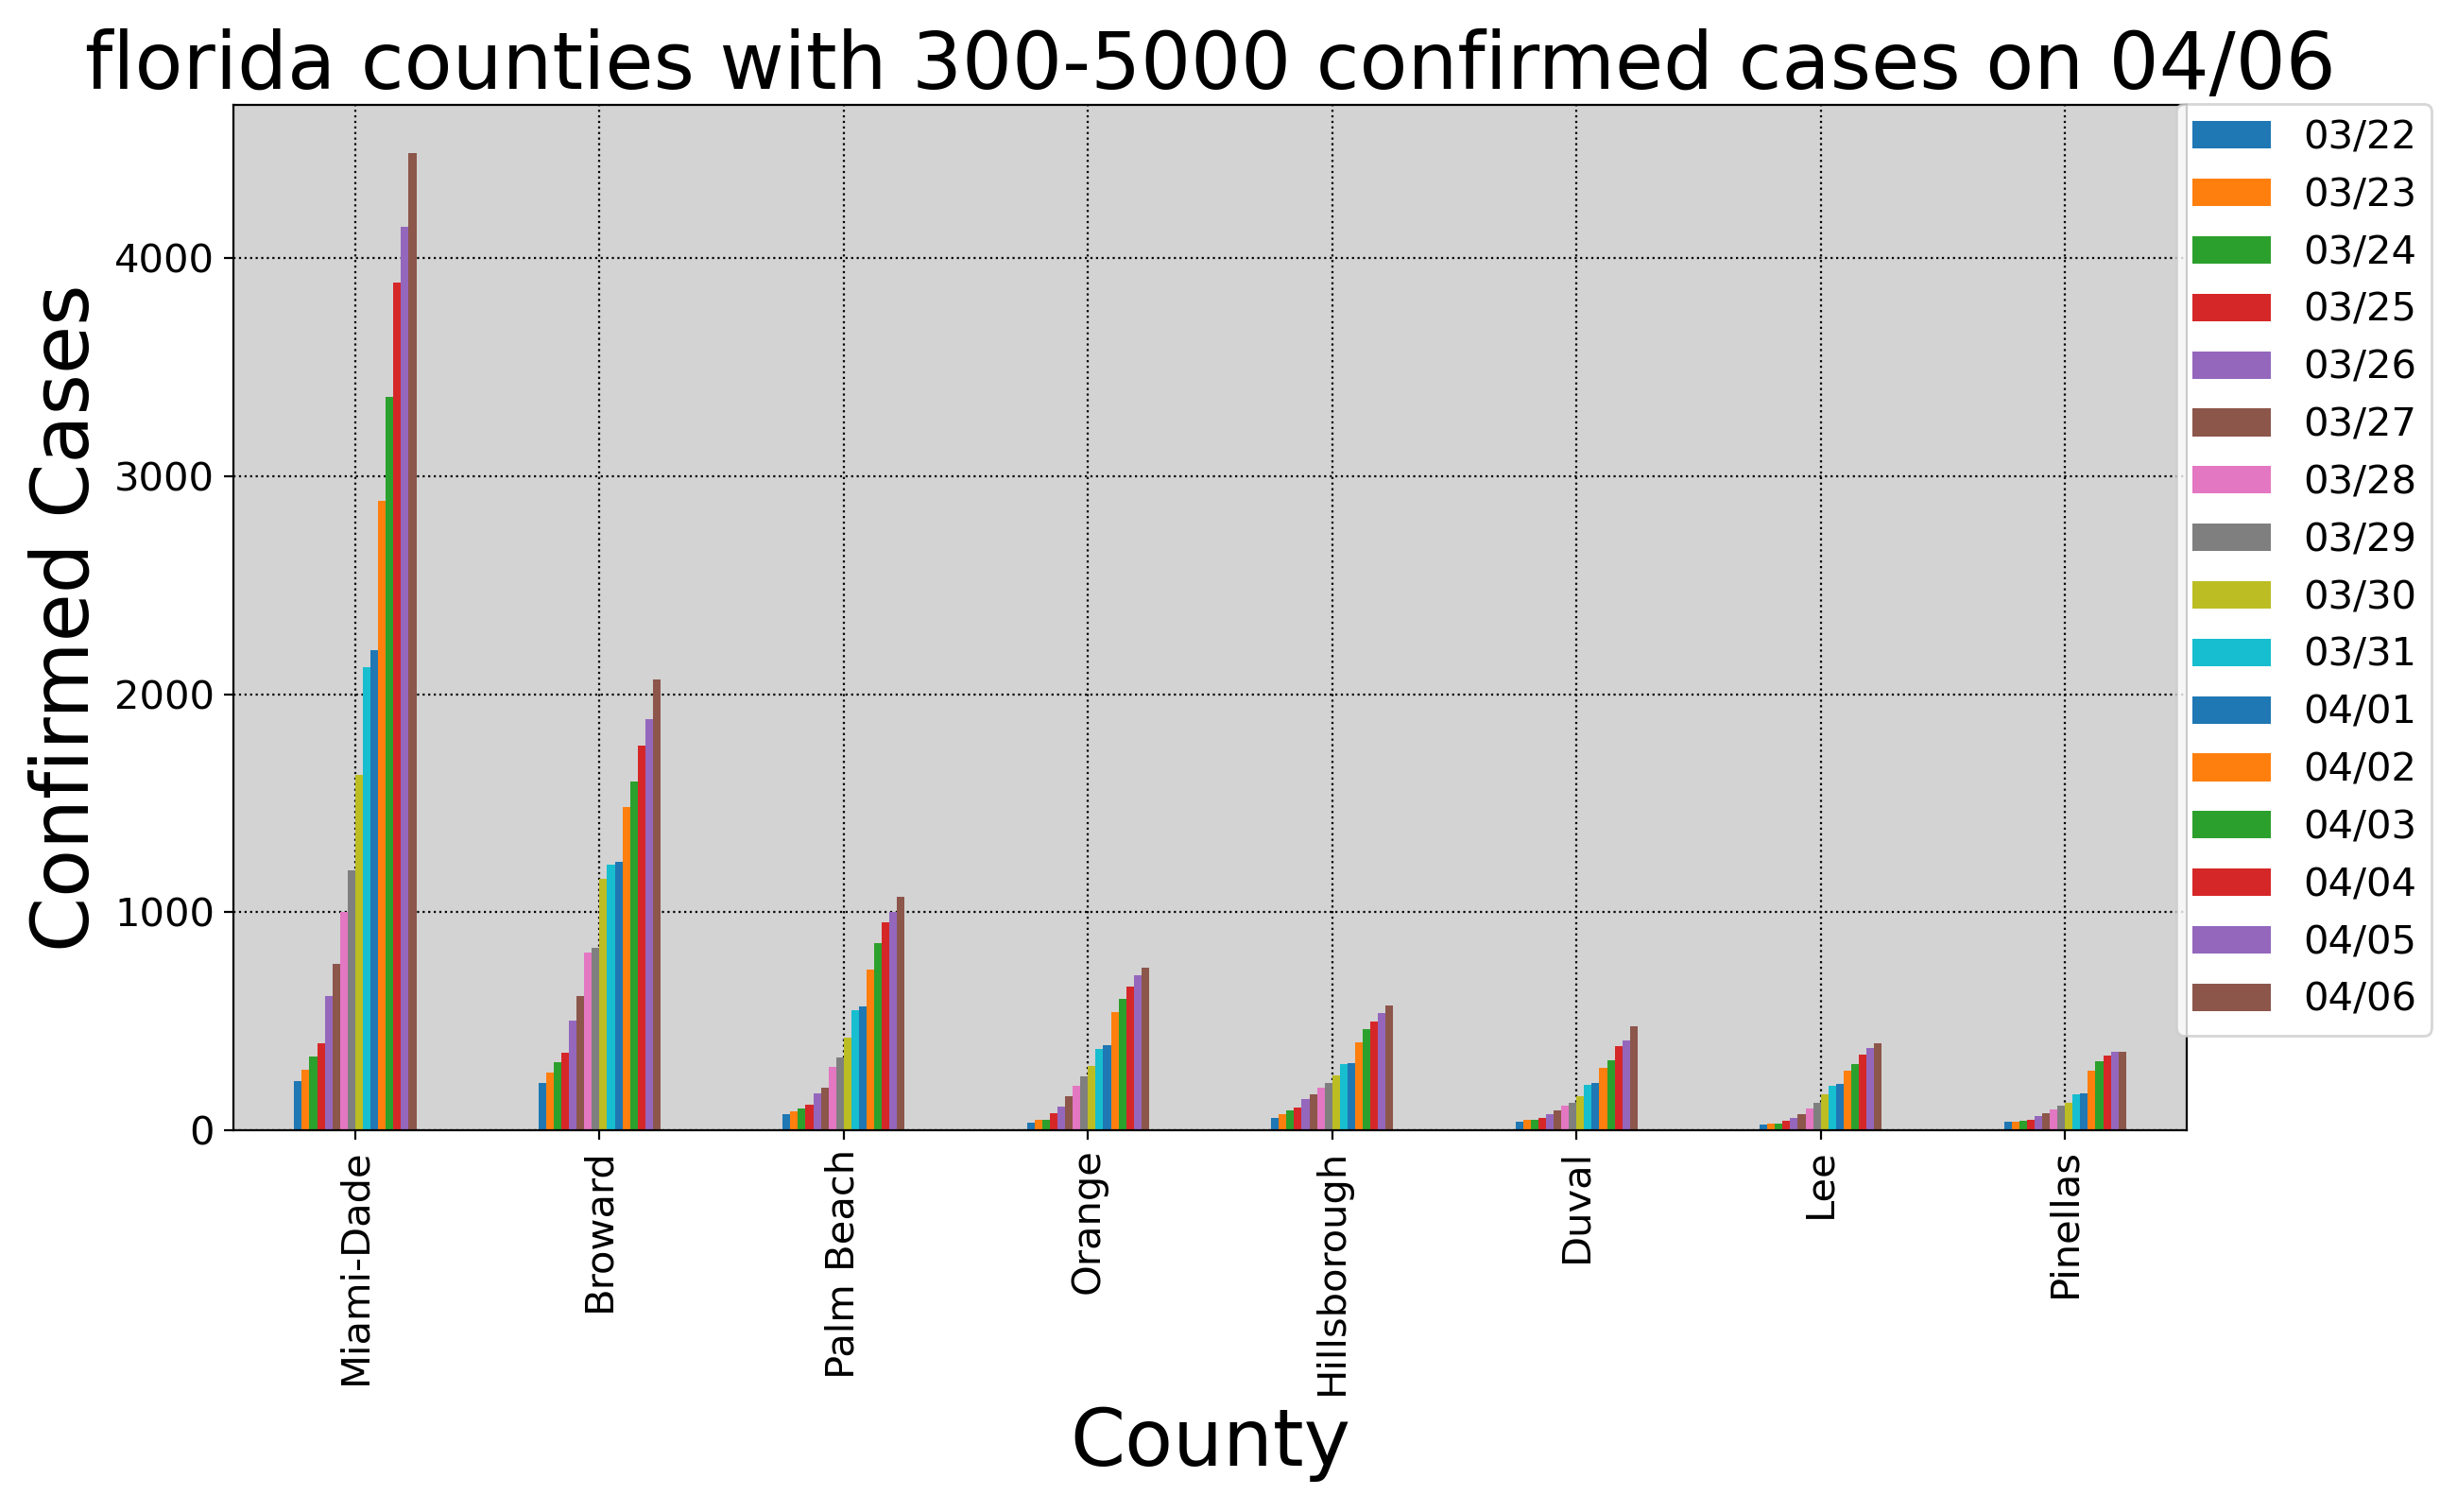 florida counties with 300-5000 confirmed cases on 04/06
Confirmed Cases
4000
3000
2000
1000
0
03/22
03/23
03/24
03/25
03/26
03/27
03/28
03/29
03/30
03/31
04/01
04/02
04/03
04/04
04/05
04/06
Miami-Dade
Broward
Palm Beach
Orange
Hillsborough
Duval
Lee
Pinellas
County